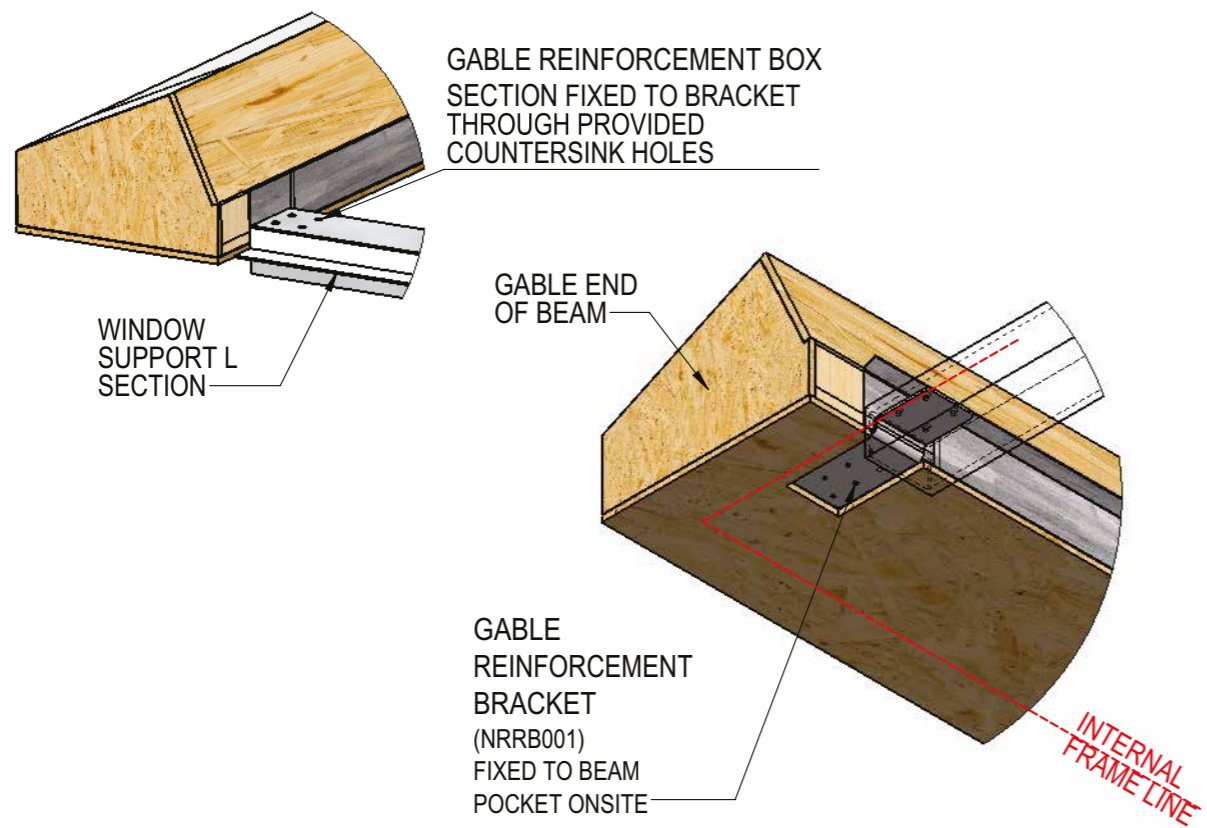 GABLE REINFORCEMENT BOX
SECTION FIXED TO BRACKET
THROUGH PROVIDED
COUNTERSINK HOLES
WINDOW
SUPPORT L
SECTION
GABLE END
OF BEAM
GABLE
REINFORCEMENT
BRACKET
(NRRB001)
FIXED TO BEAM
POCKET ONSITE
INTERNAL
FRAME LINE